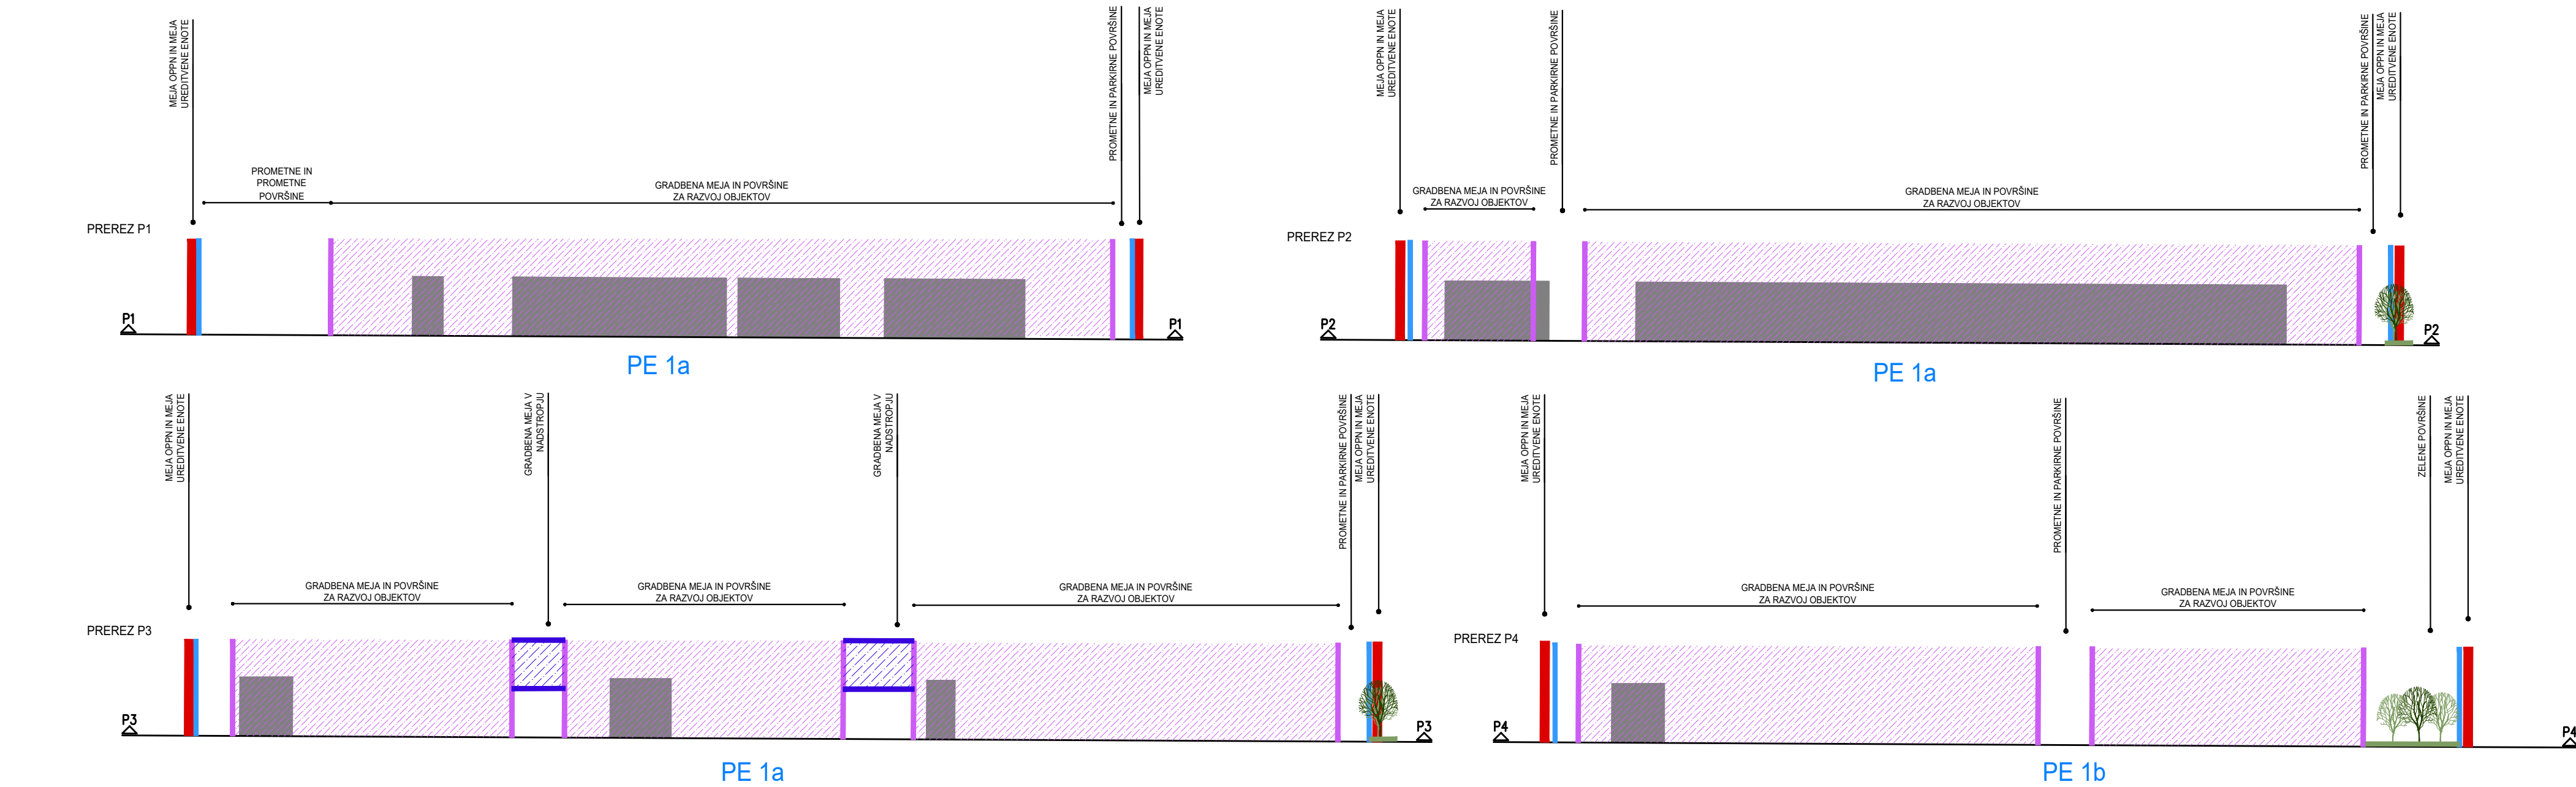 MEJA OPPN IN MEJA
UREDITVENE ENOTE
PROMETNE IN
PROMETNE
POVRŠINE
GRADBENA MEJA IN POVRŠINE
ZA RAZVOJ OBJEKTOV
PROMETNE IN PARKIRNE POVRŠINE
MEJA OPPN IN MEJA
UREDITVENE ENOTE
PREREZ P1
P1
P1
PE 1a
MEJA OPPN IN MEJA
UREDITVENE ENOTE
GRADBENA MEJA IN POVRŠINE
ZA RAZVOJ OBJEKTOV
PROMETNE IN PARKIRNE POVRŠINE
GRADBENA MEJA IN POVRŠINE
ZA RAZVOJ OBJEKTOV
PROMETNE IN PARKIRNE POVRŠINE
MEJA OPPN IN MEJA
UREDITVENE ENOTE
PREREZ P2
P2
P2
PE 1a
MEJA OPPN IN MEJA
UREDITVENE ENOTE
GRADBENA MEJA IN POVRŠINE
ZA RAZVOJ OBJEKTOV
GRADBENA MEJA V
NADSTROPJU
GRADBENA MEJA IN POVRŠINE
ZA RAZVOJ OBJEKTOV
GRADBENA MEJA V
NADSTROPJU
GRADBENA MEJA IN POVRŠINE
ZA RAZVOJ OBJEKTOV
PROMETNE IN PARKIRNE POVRŠINE
MEJA OPPN IN MEJA
UREDITVENE ENOTE
PREREZ P3
P3
P3
PE 1a
MEJA OPPN IN MEJA
UREDITVENE ENOTE
GRADBENA MEJA IN POVRŠINE
ZA RAZVOJ OBJEKTOV
PROMETNE IN PARKIRNE POVRŠINE
GRADBENA MEJA IN POVRŠINE
ZA RAZVOJ OBJEKTOV
ZELENE POVRŠINE
MEJA OPPN IN MEJA
UREDITVENE ENOTE
PREREZ P4
P4
P4
PE 1b